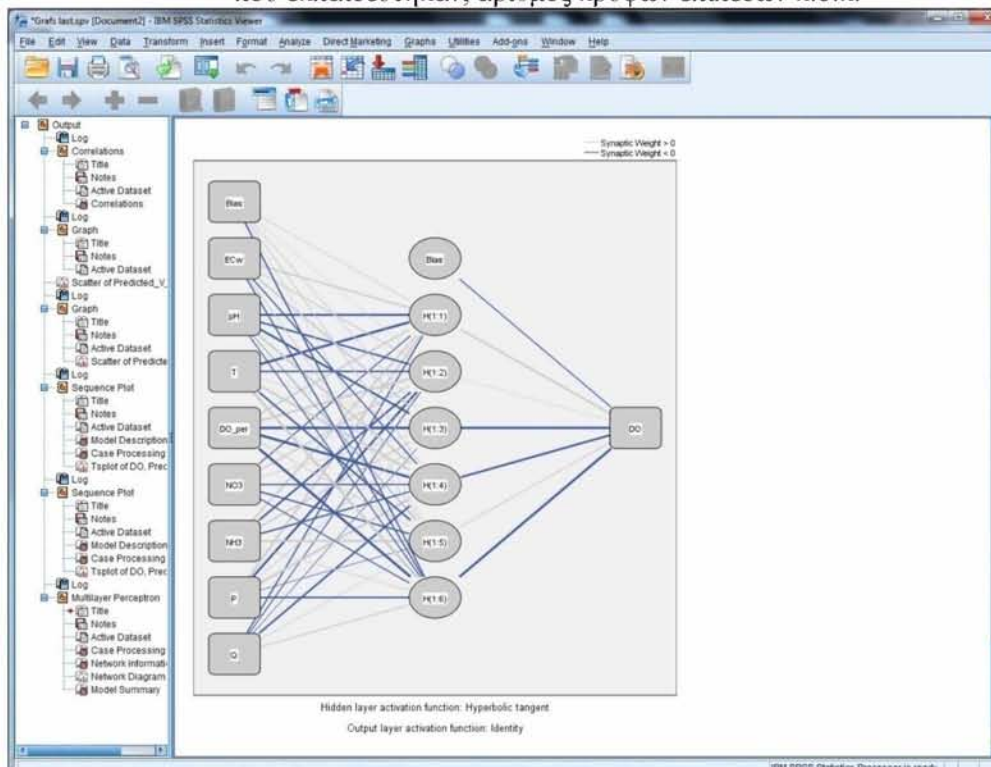 που εκπαιδεύτηκαν, αριθμός κρυφών επιπέδων κ.ο.κ.
*Grafs last.spv [Document2] - IBM SPSS Statistics Viewer
File Edit View Data Transform Insert Format Analyze Direct Marketing Graphs Utilities Add-ons Window Help
Output
Log
Correlations
Title
Notes
Active Dataset
Correlations
Log
Graph
Title
Notes
Active Dataset
Scatter of Predicted_V_
Log
Graph
Title
Notes
Active Dataset
Scatter of Predicte
Log
Sequence Plot
Title
Notes
Active Dataset
Model Description
Case Processing
Tsplot of DO, Prec
Log
Sequence Plot
Title
Notes
Active Dataset
Model Description
Case Processing
Tsplot of DO, Prec
Log
Multilayer Perceptron
Title
Notes
Active Dataset
Case Processing
Network Informati
Network Diagram
Model Summary
Synaptic Weight > 0
Synaptic Weight < 0
Bias
ECw
pH
T
DO_per
NO3
NH3
P
Q
Bias
H(1:1)
H(1:2)
H(1:3)
H(1:4)
H(1:5)
H(1:6)
DO
Hidden layer activation function: Hyperbolic tangent
Output layer activation function: Identity
IBM SPSS Statistics Processor is ready